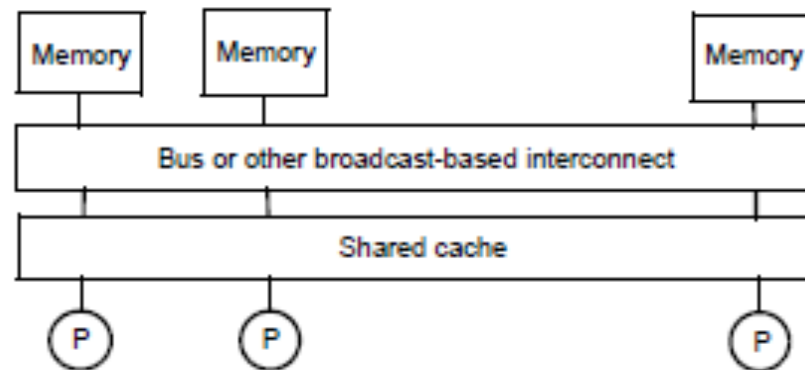 Memory
Memory
Memory
Bus or other broadcast-based interconnect
Shared cache
P
P
P